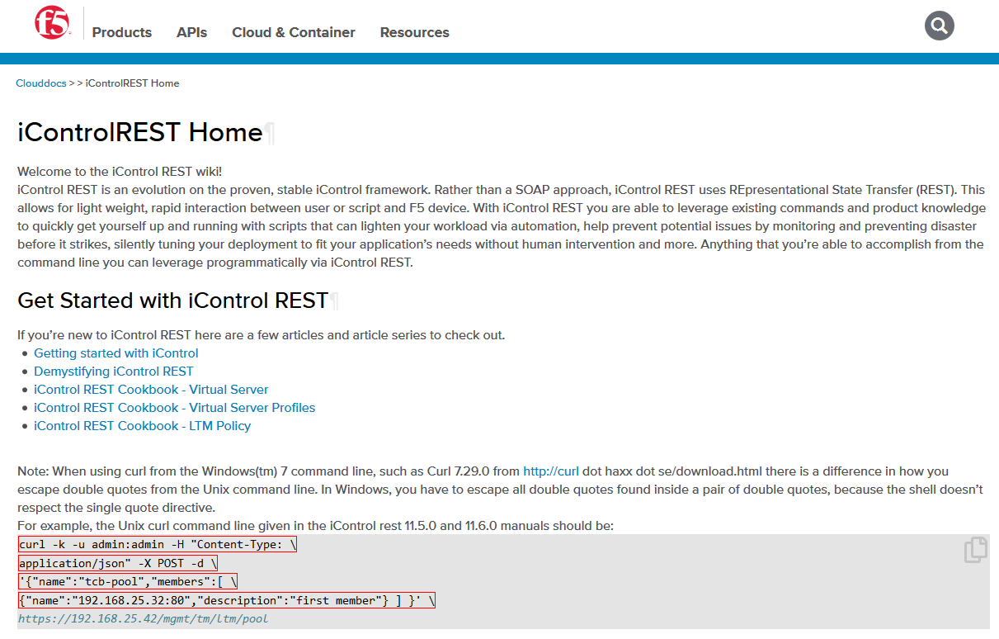 f5
Products APIs Cloud & Container Resources
Clouddocs > > iControlREST Home
iControlREST Home¶
Welcome to the iControl REST wiki!
iControl REST is an evolution on the proven, stable iControl framework. Rather than a SOAP approach, iControl REST uses REpresentational State Transfer (REST). This
allows for light weight, rapid interaction between user or script and F5 device. With iControl REST you are able to leverage existing commands and product knowledge
to quickly get yourself up and running with scripts that can lighten your workload via automation, help prevent potential issues by monitoring and preventing disaster
before it strikes, silently tuning your deployment to fit your application’s needs without human intervention and more. Anything that you’re able to accomplish from the
command line you can leverage programmatically via iControl REST.
Get Started with iControl REST¶
If you’re new to iControl REST here are a few articles and article series to check out.
• Getting started with iControl
• Demystifying iControl REST
• iControl REST Cookbook - Virtual Server
• iControl REST Cookbook - Virtual Server Profiles
• iControl REST Cookbook - LTM Policy
Note: When using curl from the Windows(tm) 7 command line, such as Curl 7.29.0 from http://curl dot haxx dot se/download.html there is a difference in how you
escape double quotes from the Unix command line. In Windows, you have to escape all double quotes found inside a pair of double quotes, because the shell doesn’t
respect the single quote directive.
For example, the Unix curl command line given in the iControl rest 11.5.0 and 11.6.0 manuals should be:
curl -k -u admin:admin -H "Content-Type: \
application/json" -X POST -d \
'{"name":"tcb-pool","members":[ \
{"name":"192.168.25.32:80","description":"first member"} ] }' \
https://192.168.25.42/mgmt/tm/ltm/pool